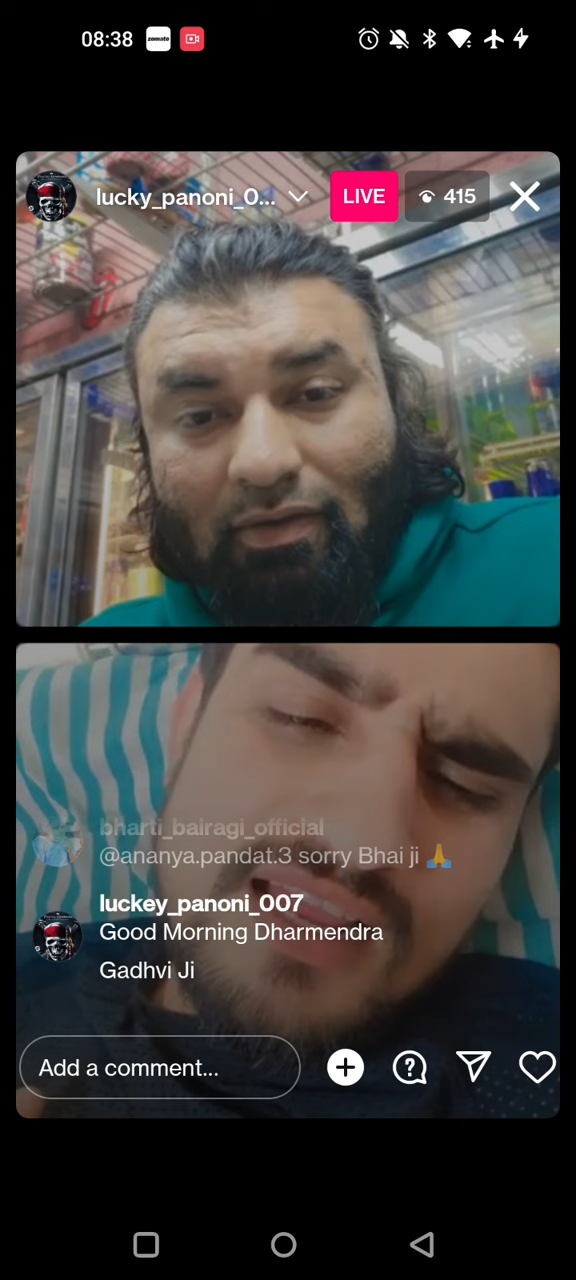 08:38
zomato
lucky_panoni_0...
LIVE
415
bharti_bairagi_official
@ananya.pandat.3 sorry Bhai ji 🙏
luckey_panoni_007
Good Morning Dharmendra
Gadhvi Ji
Add a comment...